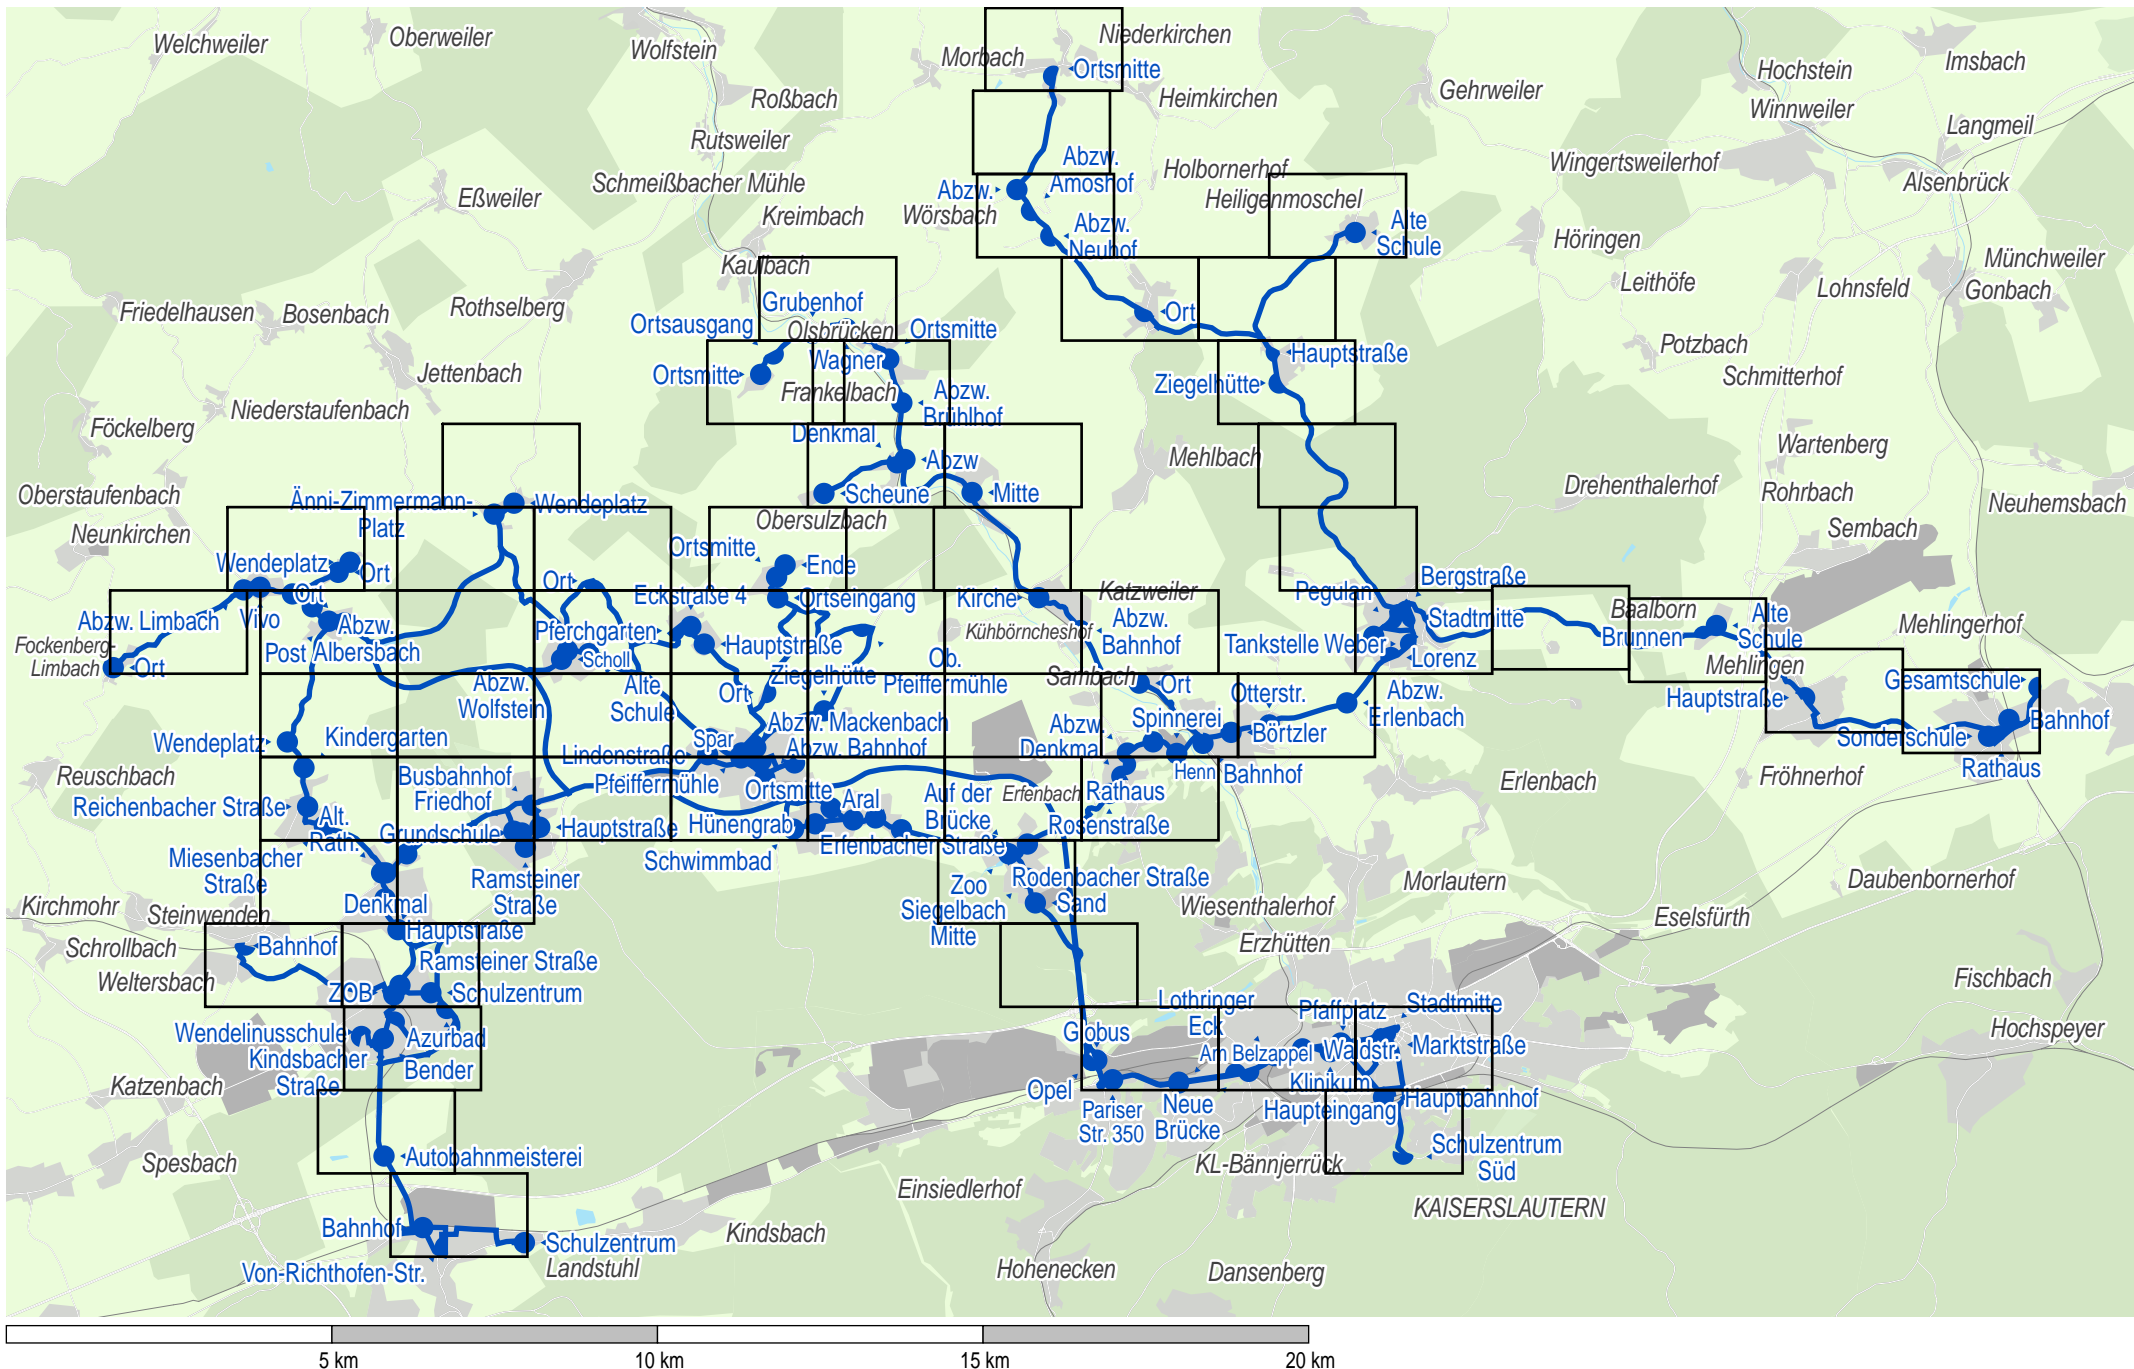 Welchweiler
Oberweiler
Wolfstein
Morbach
Niederkirchen
Ortsmitte
Hochstein
Imsbach
Roßbach
Heimkirchen
Gehrweiler
Winnweiler
Langmeil
Rutsweiler
Abzw.
Amoshof
Holbornerhof
Wingertsweilerhof
Alsenbrück
Eßweiler
Schmeißbacher Mühle
Kreimbach
Abzw.
Wörsbach
Abzw.
Neuhof
Heiligenmoschel
Alte
Schule
Höringen
Münchweiler
Gonbach
Kaulbach
Leithöfe
Lohnsfeld
Friedelhausen
Bosenbach
Rothselberg
Grubenhof
Ortsausgang
Olsbrücken
Ortsmitte
Ort
Hauptstraße
Potzbach
Schmitterhof
Jettenbach
Ortsmitte
Wagner
Frankelbach
Abzw.
Brühlhof
Ziegelhütte
Föckelberg
Niederstaufenbach
Denkmal
Abzw
Mehlbach
Wartenberg
Oberstaufenbach
Neunkirchen
Änni-Zimmermann-
Platz
Wendeplatz
Scheune
Mitte
Obersulzbach
Drehenthalerhof
Rohrbach
Sembach
Neuhemsbach
Wendeplatz
Ort
Ortsmitte
Ende
Ort
Eckstraße 4
Ortseingang
Kirche
Katzweiler
Bergstraße
Pegulan
Stadtmitte
Baalborn
Alte
Schule
Brunnen
Mehlingerhof
Abzw. Limbach
Vivo
Ort
Abzw.
Albersbach
Post
Fockenberg-
Limbach
Ort
Pferchgarten
Scholl
Hauptstraße
Kühbörncheshof
Abzw.
Bahnhof
Tankstelle Weber
Lorenz
Mehlingen
Hauptstraße
Gesamtschule
Abzw.
Wolfstein
Alte
Schule
Ort
Ziegelhütte
Ob.
Pfeiffermühle
Sambach
Ort
Otterstr.
Abzw.
Erlenbach
Bahnhof
Sonderschule
Rathaus
Wendeplatz
Kindergarten
Lindenstraße
Spar
Abzw. Mackenbach
Abzw. Bahnhof
Abzw.
Denkmal
Spinnerei
Börtzler
Henn
Bahnhof
Reuschbach
Busbahnhof
Friedhof
Pfeiffermühle
Ortsmitte
Aral
Auf der
Brücke
Erfenbach
Rathaus
Erlenbach
Fröhnerhof
Reichenbacher Straße
Alt.
Rath.
Grundschule
Hauptstraße
Hünengrab
Rosenstraße
Erfenbacher Straße
Schwimmbad
Miesenbacher
Straße
Ramsteiner
Straße
Zoo
Rodenbacher Straße
Siegelbach
Mitte
Sand
Morlautern
Daubenbornerhof
Kirchmohr
Steinwenden
Denkmal
Hauptstraße
Wiesenthalerhof
Eselsfürth
Schrollbach
Bahnhof
Erzhütten
Weltersbach
Ramsteiner Straße
ZOB
Schulzentrum
Fischbach
Lothringer
Eck
Pfaffplatz
Stadtmitte
Hochspeyer
Wendelinusschule
Azurbad
Globus
Am Belzappel
Waldstr.
Marktstraße
Kindsbacher
Straße
Bender
Katzenbach
Opel
Pariser
Str. 350
Neue
Brücke
Klinikum
Haupteingang
Hauptbahnhof
Spesbach
Autobahnmeisterei
KL-Bännjerrück
Schulzentrum
Süd
Einsiedlerhof
KAISERSLAUTERN
Bahnhof
Schulzentrum
Kindsbach
Von-Richthofen-Str.
Landstuhl
Hohenecken
Dansenberg
5 km
10 km
15 km
20 km